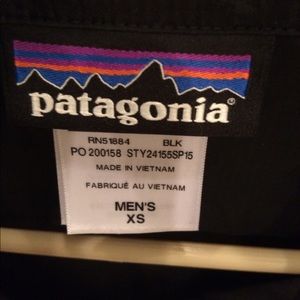 patagonia®
RN51884 BLK
PO 200158 STY24155SP15
MADE IN VIETNAM
FABRIQUÉ AU VIETNAM
MEN'S
XS